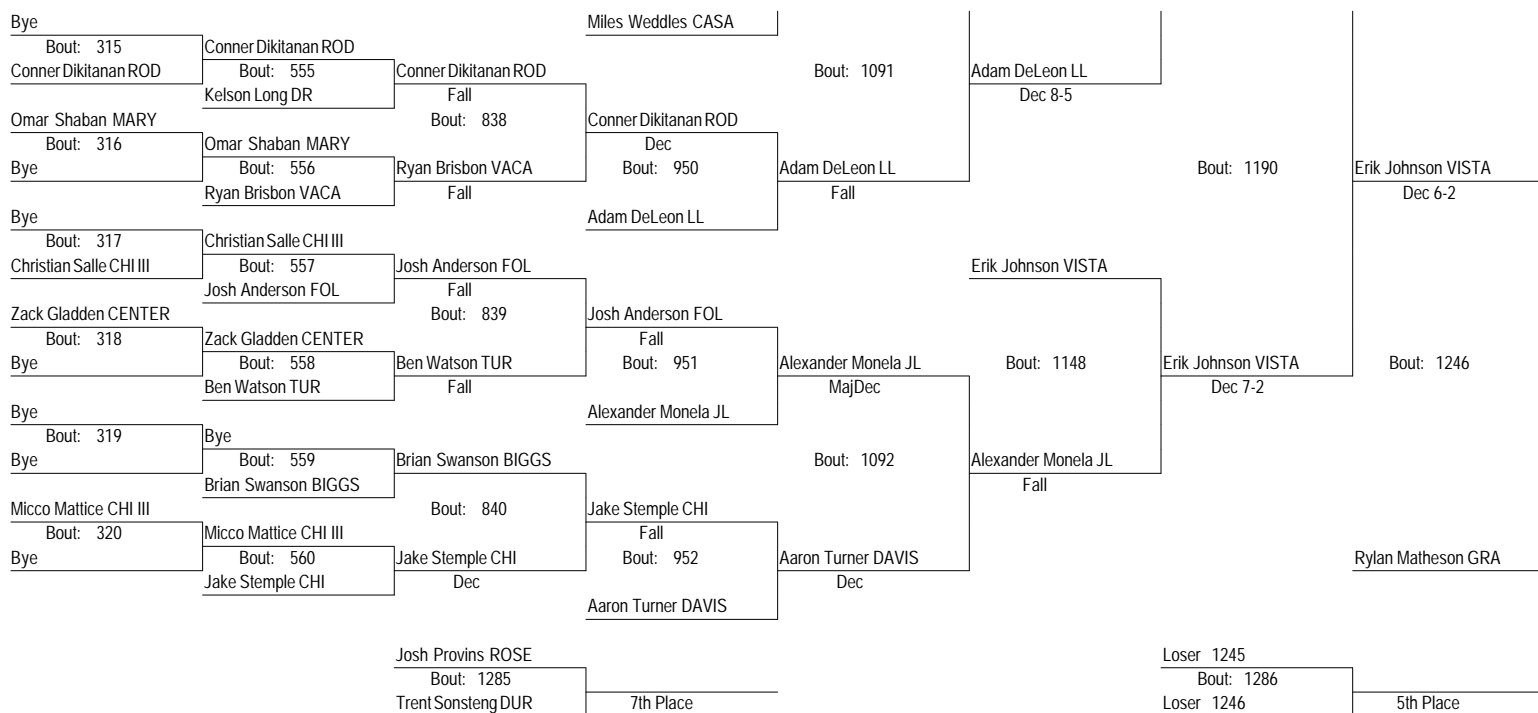 Bye
Miles Weddles CASA
Bout: 315
Conner Dikitanan ROD
Conner Dikitanan ROD
Bout: 555
Conner Dikitanan ROD
Bout: 1091
Adam DeLeon LL
Kelson Long DR
Fall
Dec 8-5
Omar Shaban MARY
Bout: 838
Conner Dikitanan ROD
Bout: 316
Omar Shaban MARY
Dec
Bye
Bout: 556
Ryan Brisbon VACA
Bout: 950
Adam DeLeon LL
Bout: 1190
Erik Johnson VISTA
Ryan Brisbon VACA
Fall
Fall
Dec 6-2
Bye
Adam DeLeon LL
Bout: 317
Christian Salle CHI III
Christian Salle CHI III
Bout: 557
Josh Anderson FOL
Erik Johnson VISTA
Josh Anderson FOL
Fall
Zack Gladden CENTER
Bout: 839
Josh Anderson FOL
Bout: 318
Zack Gladden CENTER
Fall
Bye
Bout: 558
Ben Watson TUR
Bout: 951
Alexander Monela JL
Bout: 1148
Erik Johnson VISTA
Bout: 1246
Ben Watson TUR
Fall
MajDec
Dec 7-2
Bye
Alexander Monela JL
Bout: 319
Bye
Bye
Bout: 559
Brian Swanson BIGGS
Bout: 1092
Alexander Monela JL
Brian Swanson BIGGS
Fall
Micco Mattice CHI III
Bout: 840
Jake Stemple CHI
Bout: 320
Micco Mattice CHI III
Fall
Bye
Bout: 560
Jake Stemple CHI
Bout: 952
Aaron Turner DAVIS
Rylan Matheson GRA
Jake Stemple CHI
Dec
Dec
Aaron Turner DAVIS
Josh Provins ROSE
Loser 1245
Bout: 1285
Bout: 1286
Trent Sonsteng DUR
7th Place
Loser 1246
5th Place